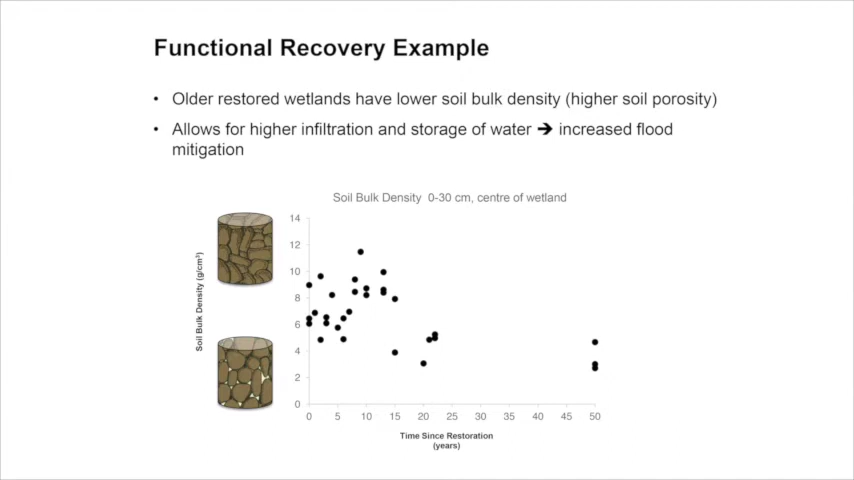 Functional Recovery Example
• Older restored wetlands have lower soil bulk density (higher soil porosity)
• Allows for higher infiltration and storage of water ➔ increased flood
mitigation
Soil Bulk Density 0-30 cm, centre of wetland
Soil Bulk Density (g/cm³)
14
12
10
8
6
4
2
0
0 5 10 15 20 25 30 35 40 45 50
Time Since Restoration
(years)